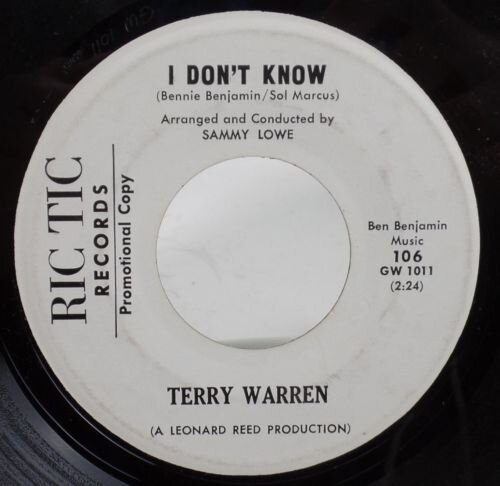 I DON'T KNOW
(Bennie Benjamin/Sol Marcus)
Arranged and Conducted by
SAMMY LOWE
RIC TIC
RECORDS
Promotional Copy
Ben Benjamin
Music
106
GW 1011
(2:24)
TERRY WARREN
(A LEONARD REED PRODUCTION)